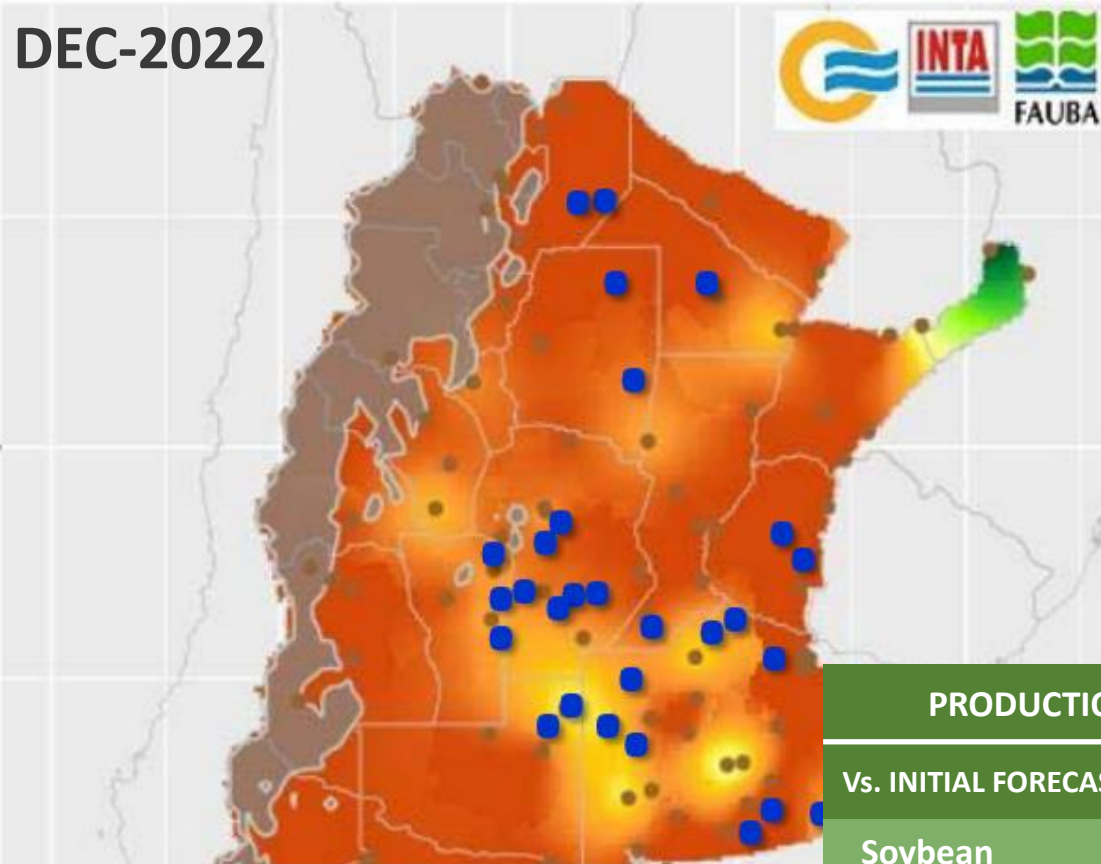 DEC-2022
INTA
FAUBA
PRODUCTIO
Vs. INITIAL FORECAS
Soybean